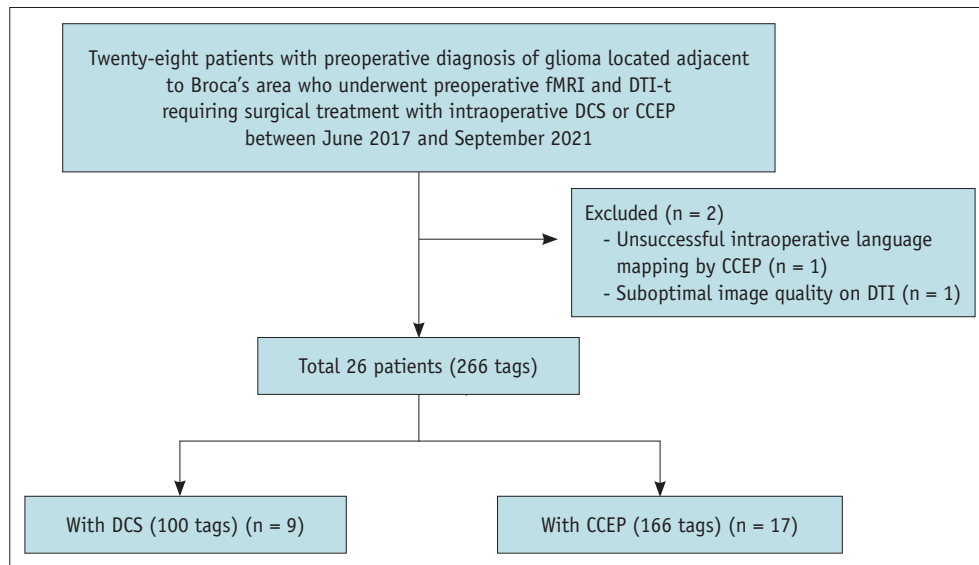 Twenty-eight patients with preoperative diagnosis of glioma located adjacent
to Broca's area who underwent preoperative fMRI and DTI-t
requiring surgical treatment with intraoperative DCS or CCEP
between June 2017 and September 2021
Excluded (n = 2)
- Unsuccessful intraoperative language
mapping by CCEP (n = 1)
- Suboptimal image quality on DTI (n = 1)
Total 26 patients (266 tags)
With DCS (100 tags) (n = 9)
With CCEP (166 tags) (n = 17)